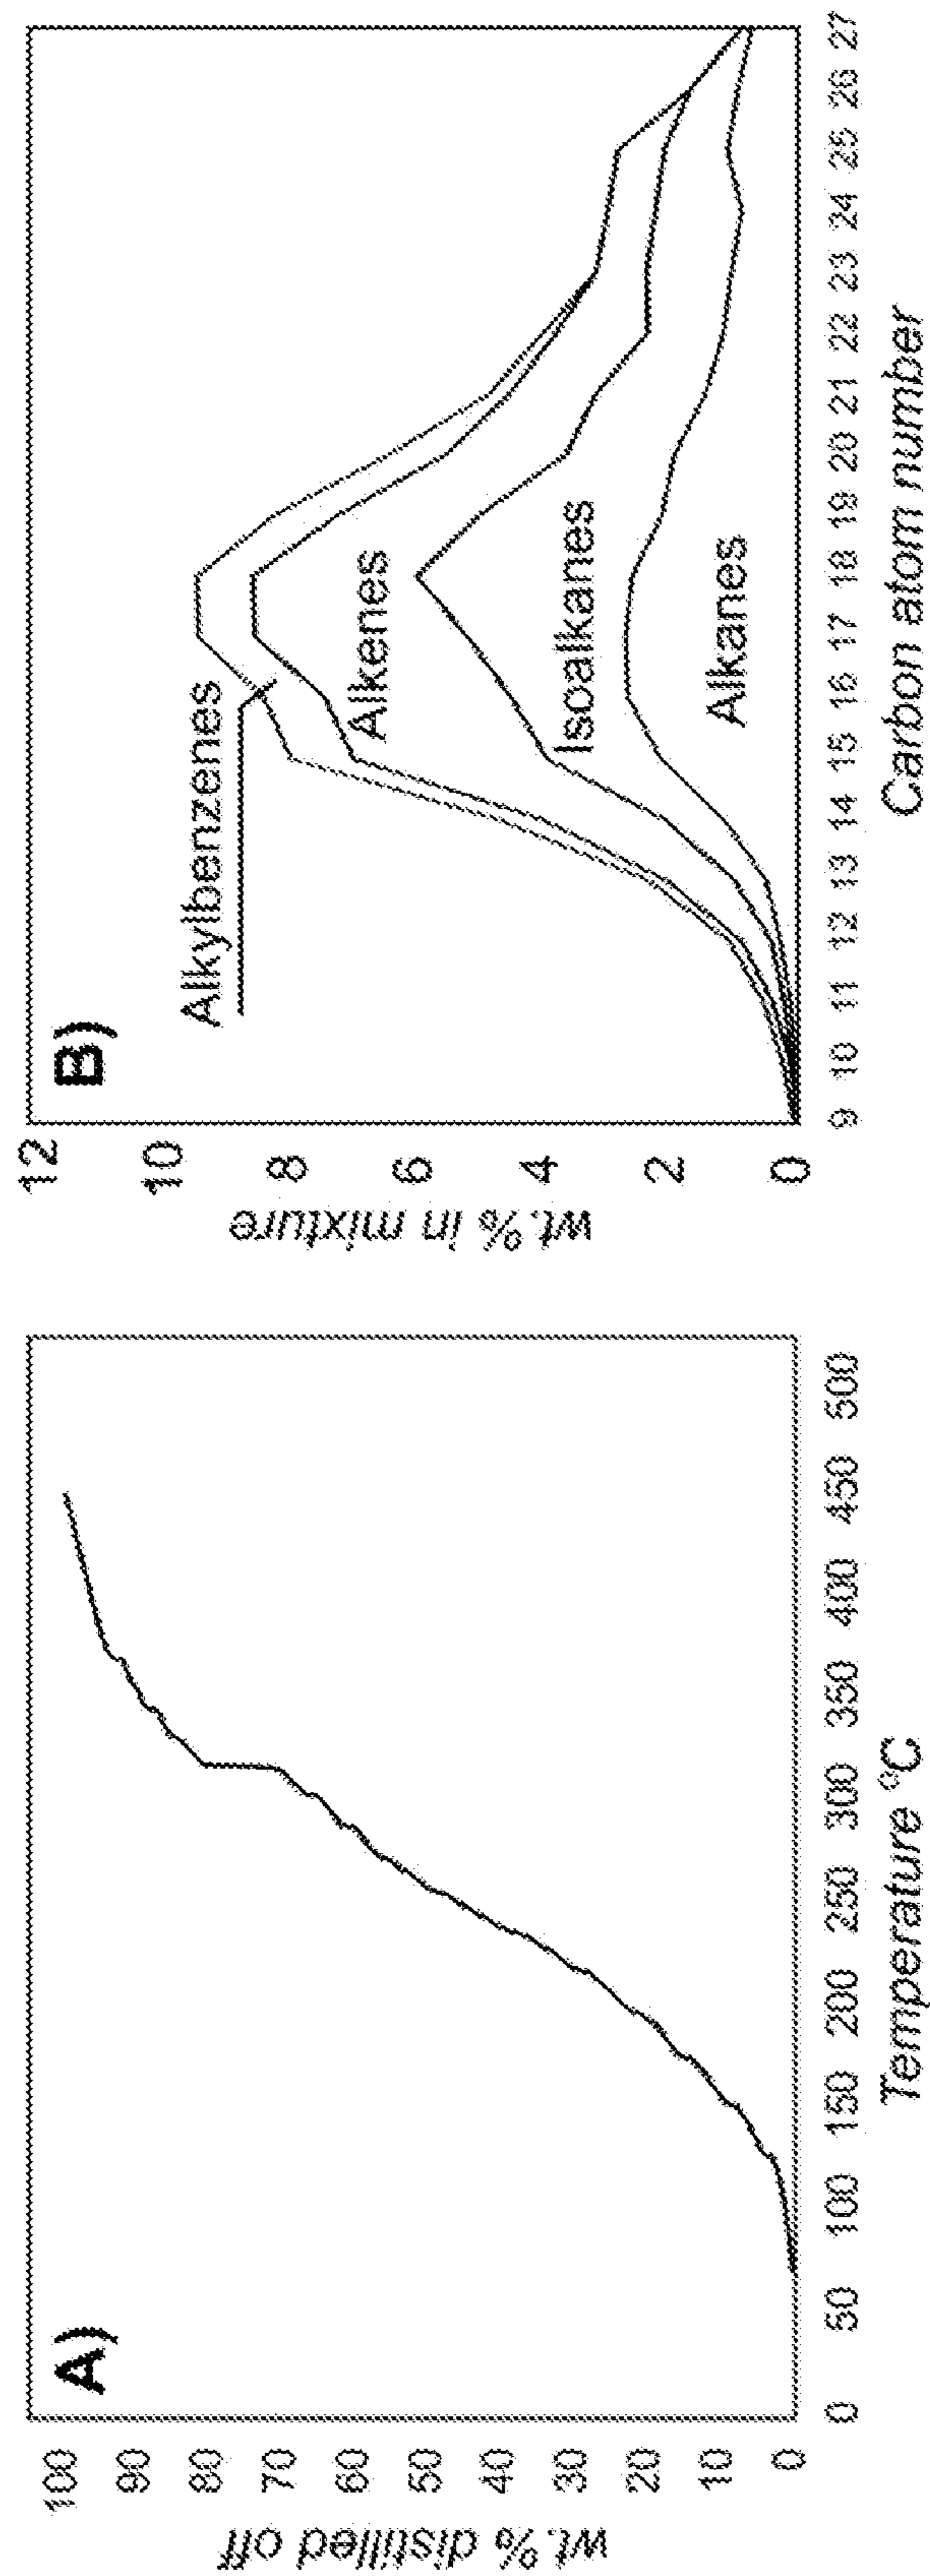 A)
wt.% distilled off
100
90
80
70
60
50
40
30
20
10
0
0 50 100 150 200 250 300 350 400 450 500
Temperature °C
B)
wt.% in mixture
12
10
8
6
4
2
0
Alkylbenzenes
Alkenes
Isoalkanes
Alkanes
9 10 11 12 13 14 15 16 17 18 19 20 21 22 23 24 25 26 27
Carbon atom number